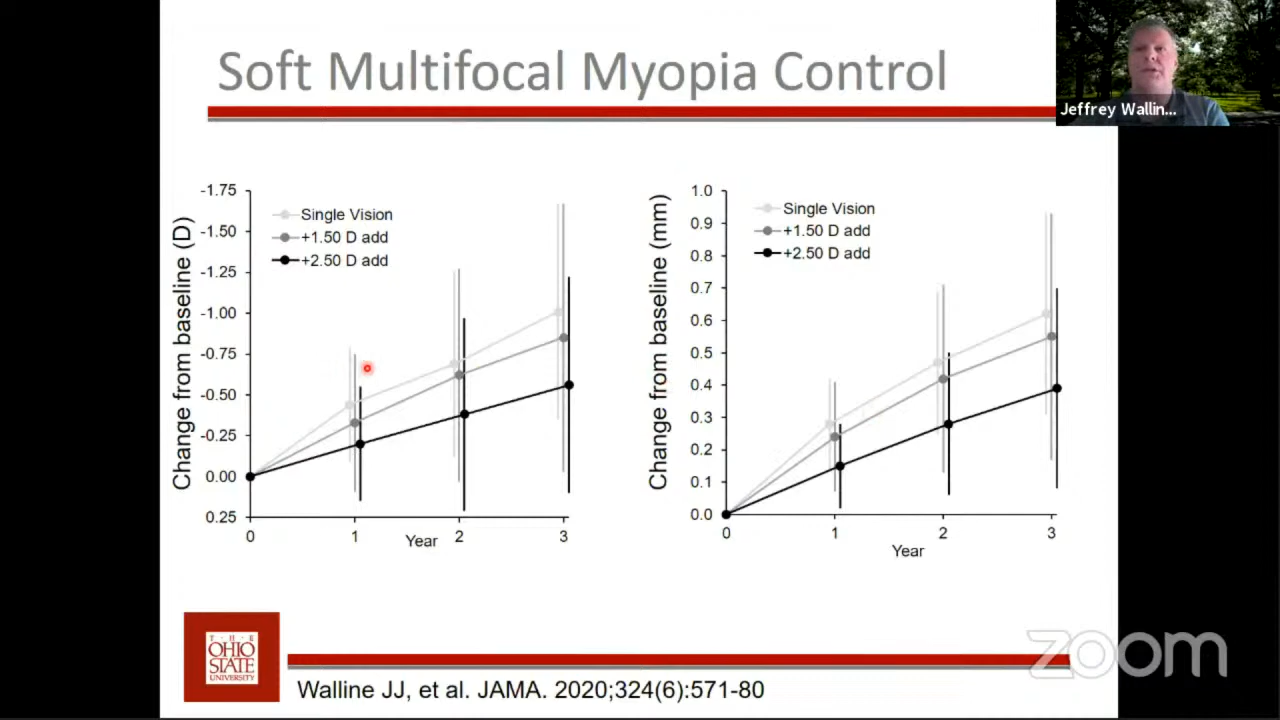 Soft Multifocal Myopia Control
Jeffrey Wallin...
Change from baseline (D)
-1.75
-1.50
-1.25
-1.00
-0.75
-0.50
-0.25
0.00
0.25
Single Vision
+1.50 D add
+2.50 D add
0
1
2
3
Year
Change from baseline (mm)
1.0
0.9
0.8
0.7
0.6
0.5
0.4
0.3
0.2
0.1
0.0
Single Vision
+1.50 D add
+2.50 D add
0
1
2
3
Year
THE
OHIO
STATE
UNIVERSITY
Walline JJ, et al. JAMA. 2020;324(6):571-80
zoom